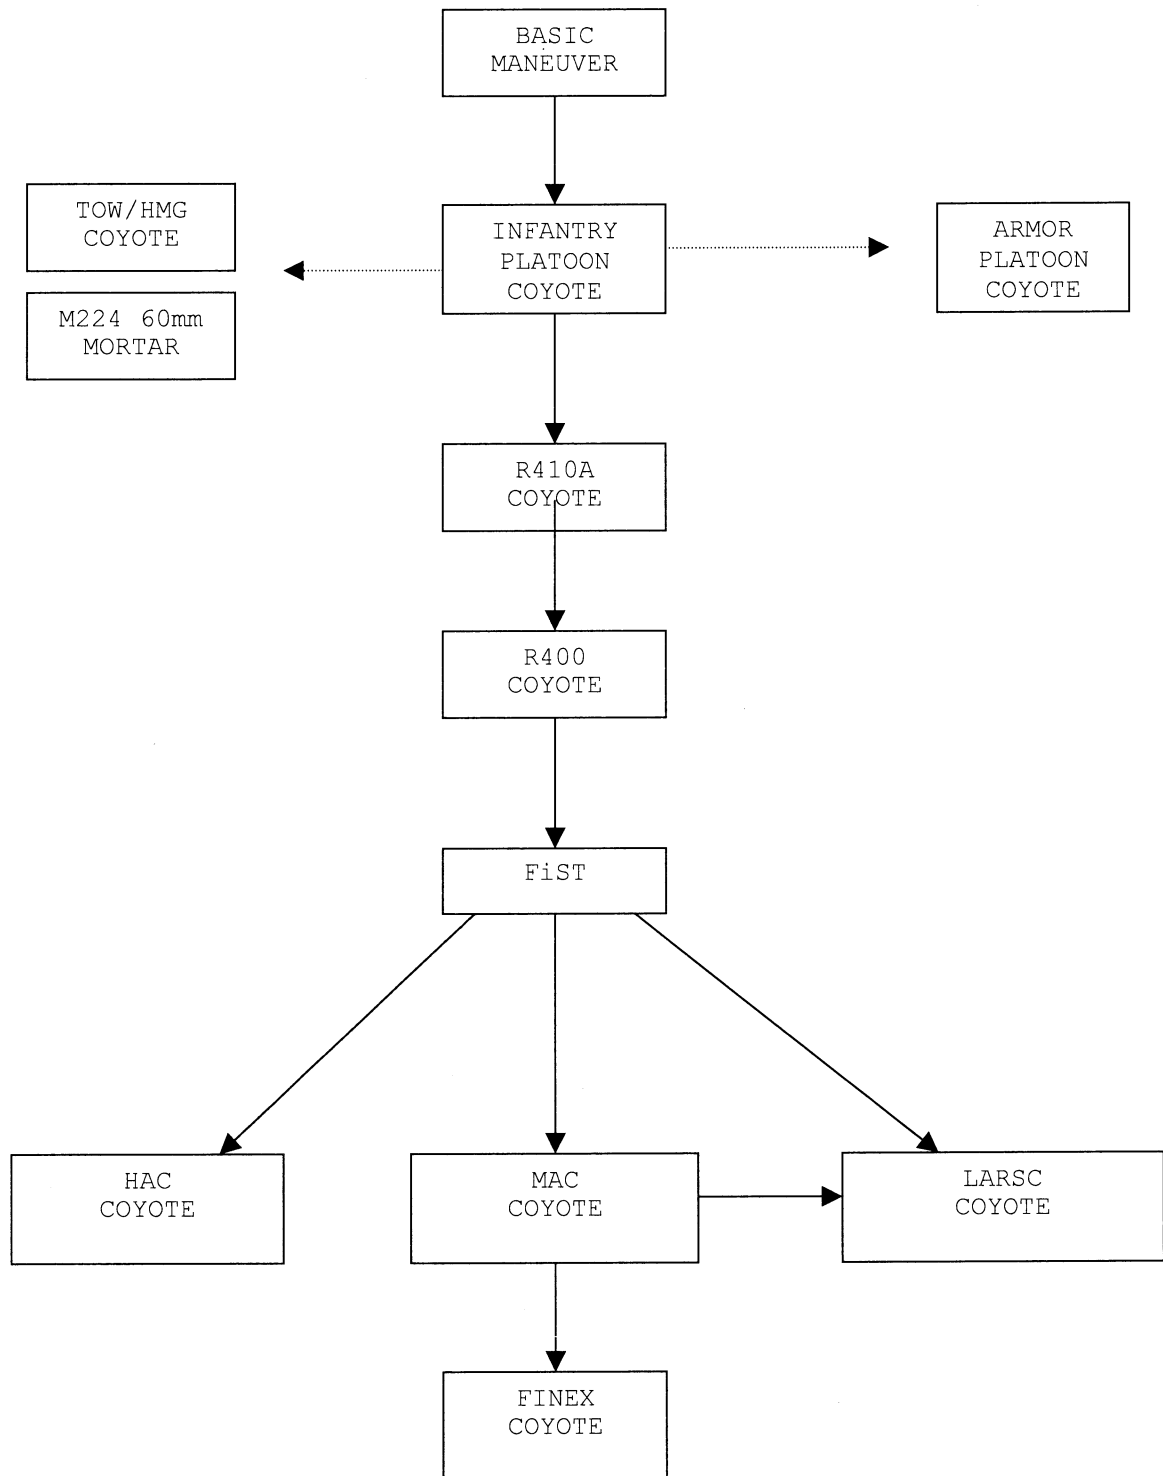 BASIC
MANEUVER
TOW/HMG
COYOTE
M224 60mm
MORTAR
INFANTRY
PLATOON
COYOTE
ARMOR
PLATOON
COYOTE
R410A
COYOTE
R400
COYOTE
FiST
HAC
COYOTE
MAC
COYOTE
LARSC
COYOTE
FINEX
COYOTE